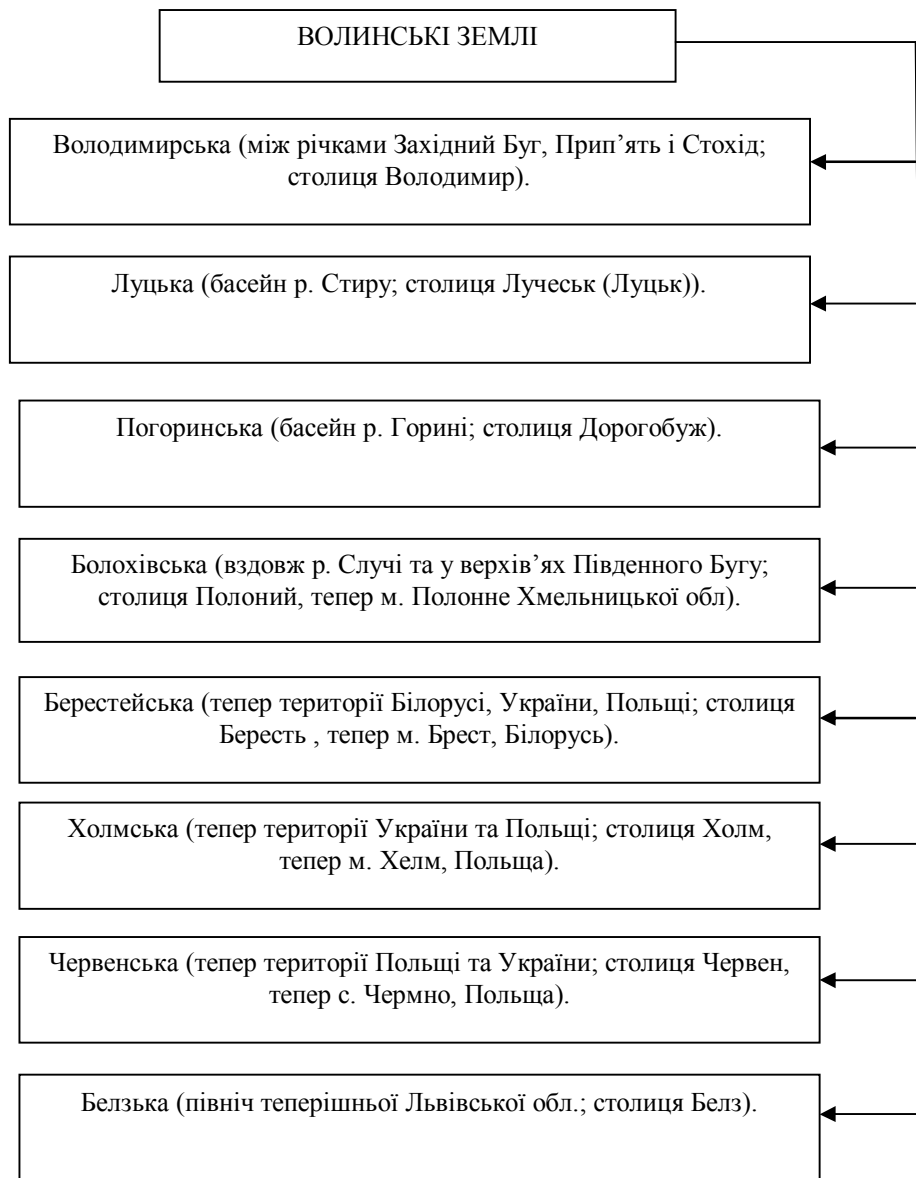 ВОЛИНСЬКІ ЗЕМЛІ
Володимирська (між річками Західний Буг, Прип’ять і Стохід;
столиця Володимир).
Луцька (басейн р. Стиру; столиця Лучеськ (Луцьк)).
Погоринська (басейн р. Горині; столиця Дорогобуж).
Болохівська (вздовж р. Случі та у верхів’ях Південного Бугу;
столиця Полоний, тепер м. Полонне Хмельницької обл).
Берестейська (тепер території Білорусі, України, Польщі; столиця
Бересть , тепер м. Брест, Білорусь).
Холмська (тепер території України та Польщі; столиця Холм,
тепер м. Хелм, Польща).
Червенська (тепер території Польщі та України; столиця Червен,
тепер с. Чермно, Польща).
Белзька (північ теперішньої Львівської обл.; столиця Белз).